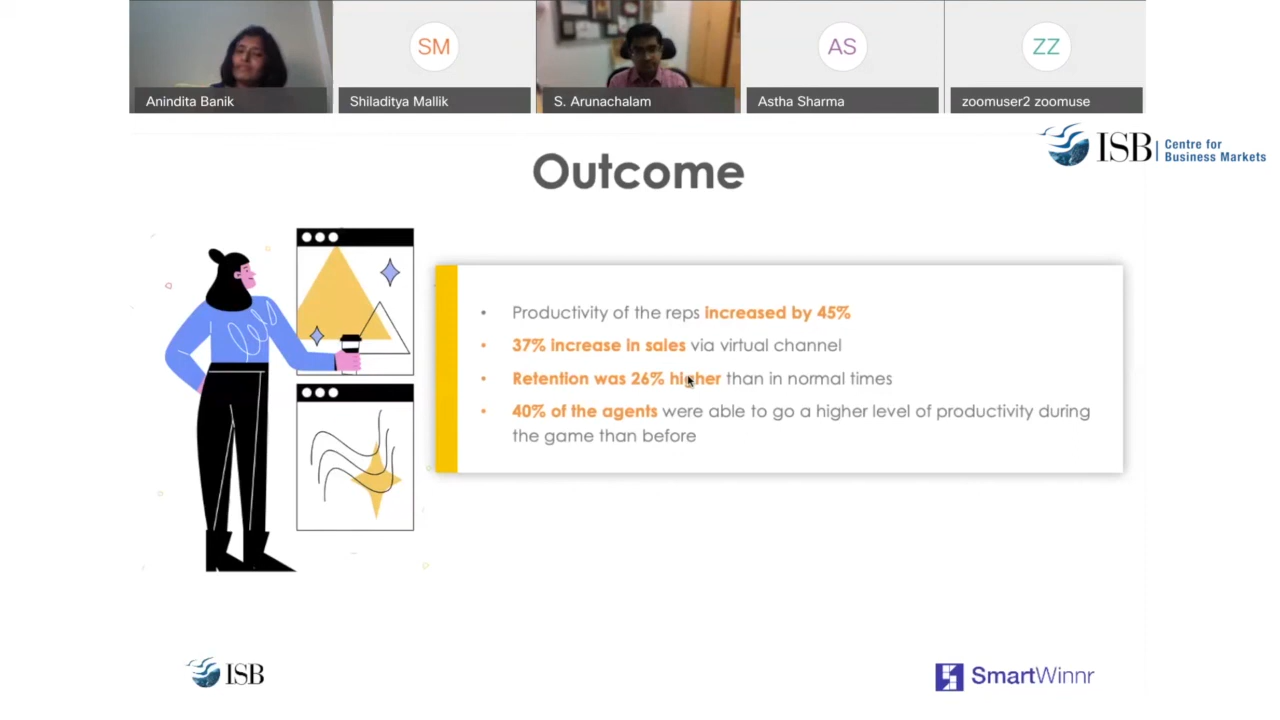 Anindita Banik
SM
Shiladitya Mallik
S. Arunachalam
AS
Astha Sharma
ZZ
zoomuser2 zoomuse
ISB
Centre for
Business Markets
Outcome
• Productivity of the reps increased by 45%
• 37% increase in sales via virtual channel
• Retention was 26% higher than in normal times
• 40% of the agents were able to go a higher level of productivity during
the game than before
ISB
SmartWinnr